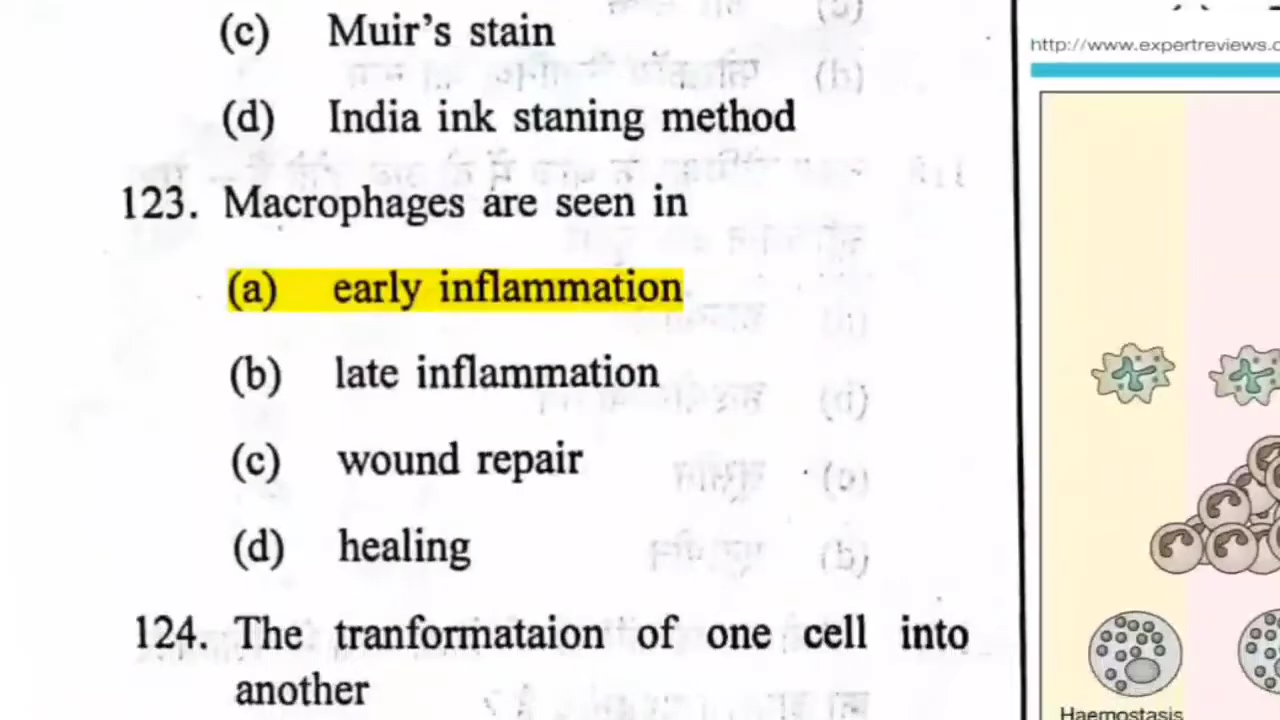 (c) Muir's stain
(d) India ink staning method
123. Macrophages are seen in
(a) early inflammation
(b) late inflammation
(c) wound repair
(d) healing
124. The tranformataion of one cell into
another
http://www.expertreviews.c
Haemostasis